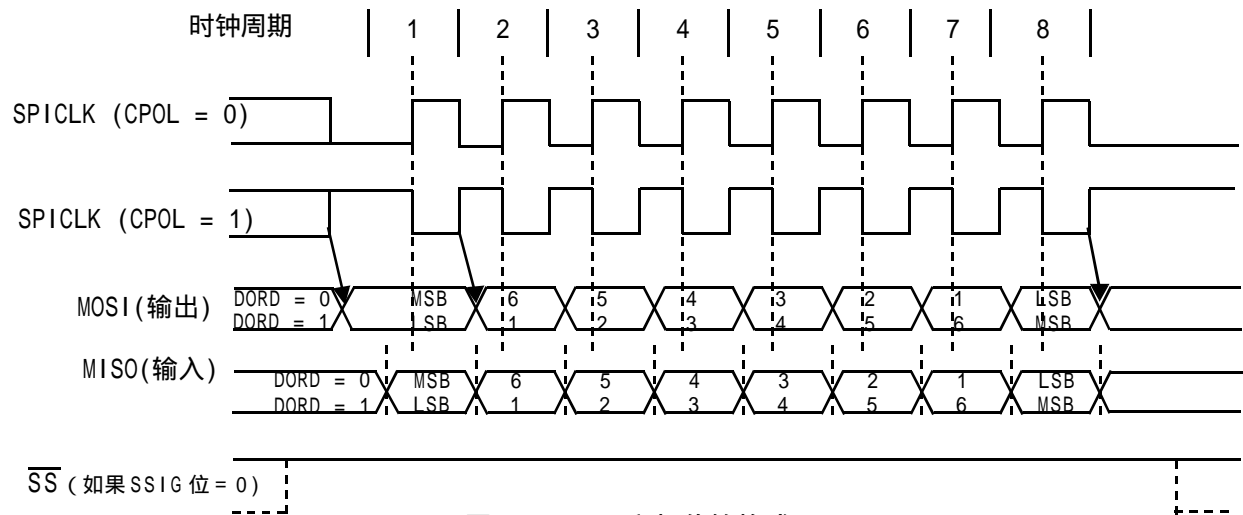 时钟周期 1 2 3 4 5 6 7 8
SPICLK (CPOL = 0)
SPICLK (CPOL = 1)
MOSI(输出)
DORD = 0 MSB 6 5 4 3 2 1 LSB
DORD = 1 LSB 1 2 3 4 5 6 MSB
MISO(输入)
DORD = 0 MSB 6 5 4 3 2 1 LSB
DORD = 1 LSB 1 2 3 4 5 6 MSB
SS (如果SSIG位= 0)